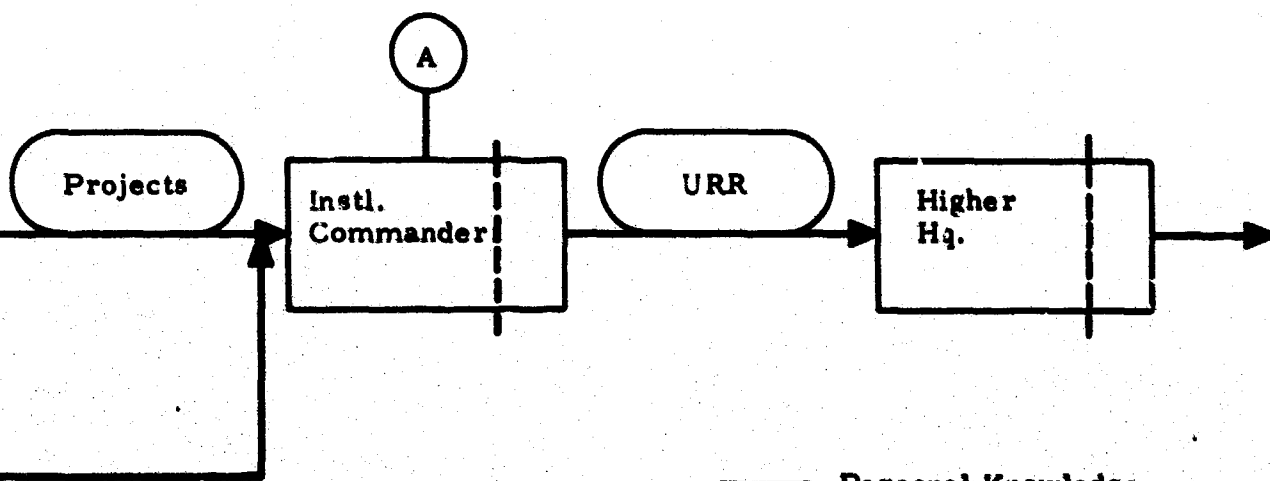 A
Projects
Instl.
Commander
URR
Higher
Hq.
Personal Knowledge